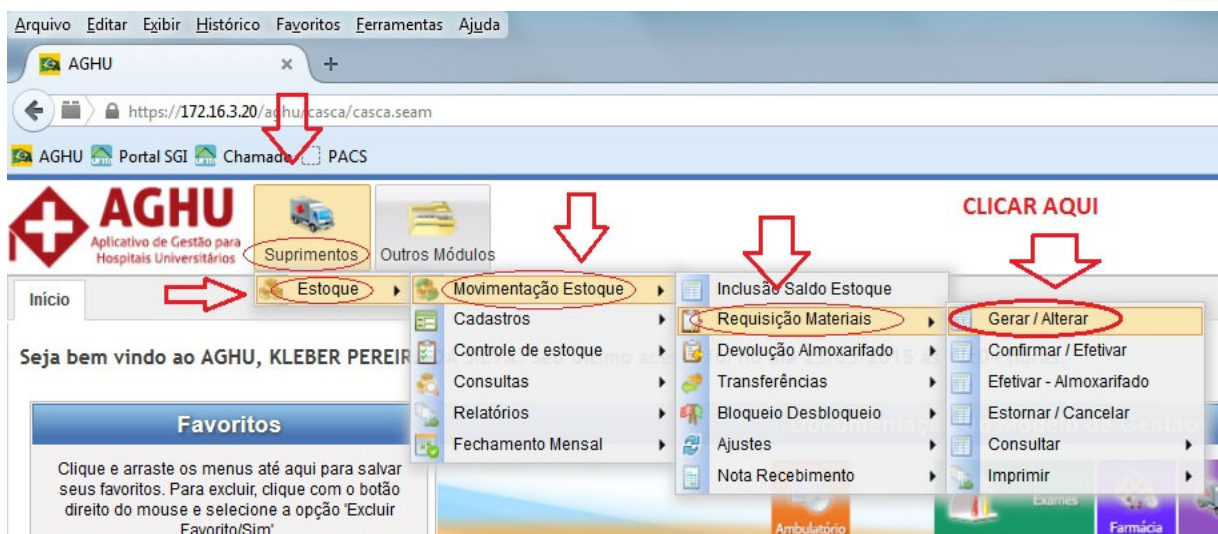 Arquivo Editar Exibir Histórico Favoritos Ferramentas Ajuda
AGHU
https://172.16.3.20/aghu/casca/casca.seam
AGHU Portal SGI Chamado PACS
AGHU
Aplicativo de Gestão para
Hospitais Universitários
Suprimentos
Outros Módulos
CLICAR AQUI
Início
Estoque
Movimentação Estoque
Cadastros
Controle de estoque
Consultas
Relatórios
Fechamento Mensal
Inclusão Saldo Estoque
Requisição Materiais
Devolução Almoxarifado
Transferências
Bloqueio Desbloqueio
Ajustes
Nota Recebimento
Gerar / Alterar
Confirmar / Efetivar
Efetivar - Almoxarifado
Estornar / Cancelar
Consultar
Imprimir
Seja bem vindo ao AGHU, KLEBER PEREIR
Favoritos
Clique e arraste os menus até aqui para salvar
seus favoritos. Para excluir, clique com o botão
direito do mouse e selecione a opção 'Excluir
Favorito/Sim'
Ambulatório
Exames
Farmácia